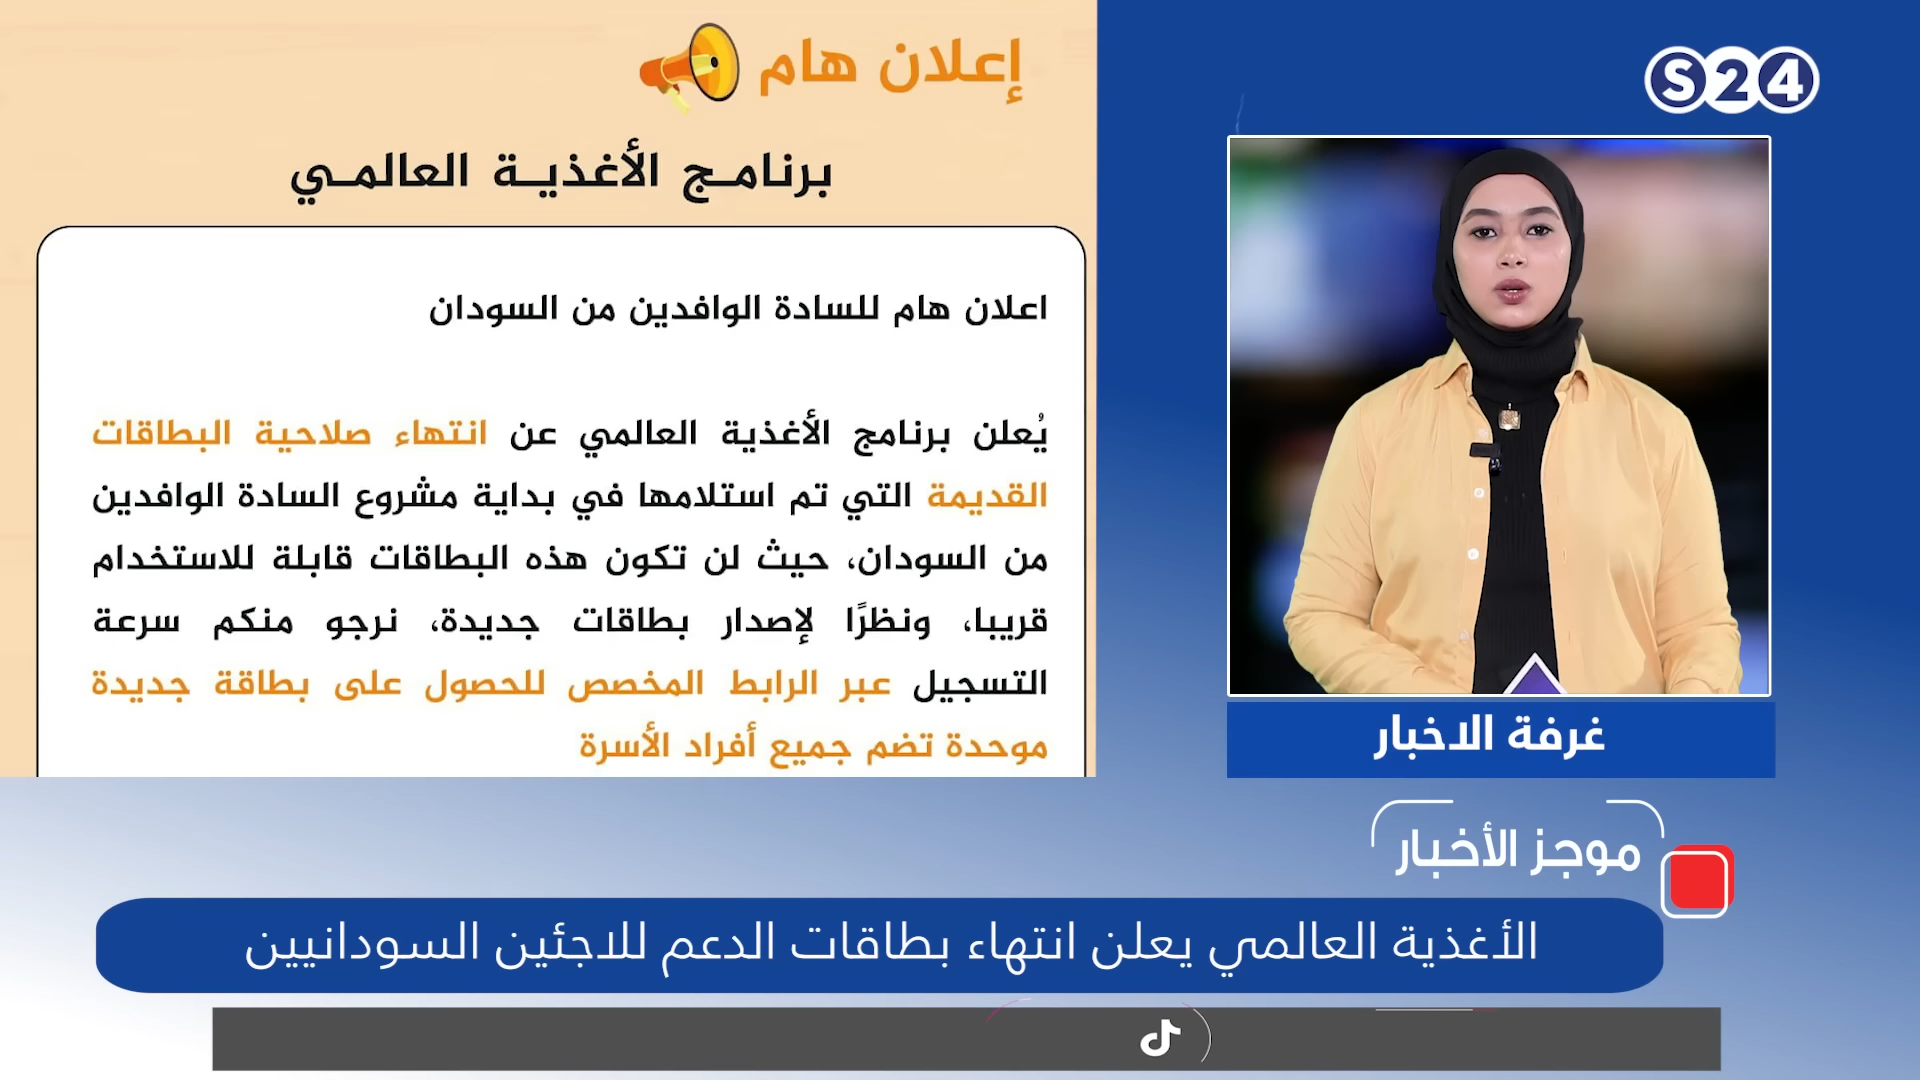 إعلان هام
برنامـج الأغذيـة العالمـي
اعلان هام للسادة الوافدين من السودان
يُعلن برنامج الأغذية العالمي عن انتهاء صلاحية البطاقات
القديمة التي تم استلامها في بداية مشروع السادة الوافدين
من السودان، حيث لن تكون هذه البطاقات قابلة للاستخدام
قريبا، ونظرًا لإصدار بطاقات جديدة، نرجو منكم سرعة
التسجيل عبر الرابط المخصص للحصول على بطاقة جديدة
موحدة تضم جميع أفراد الأسرة
S24
غرفة الاخبار
موجز الأخبار
الأغذية العالمي يعلن انتهاء بطاقات الدعم للاجئين السودانيين